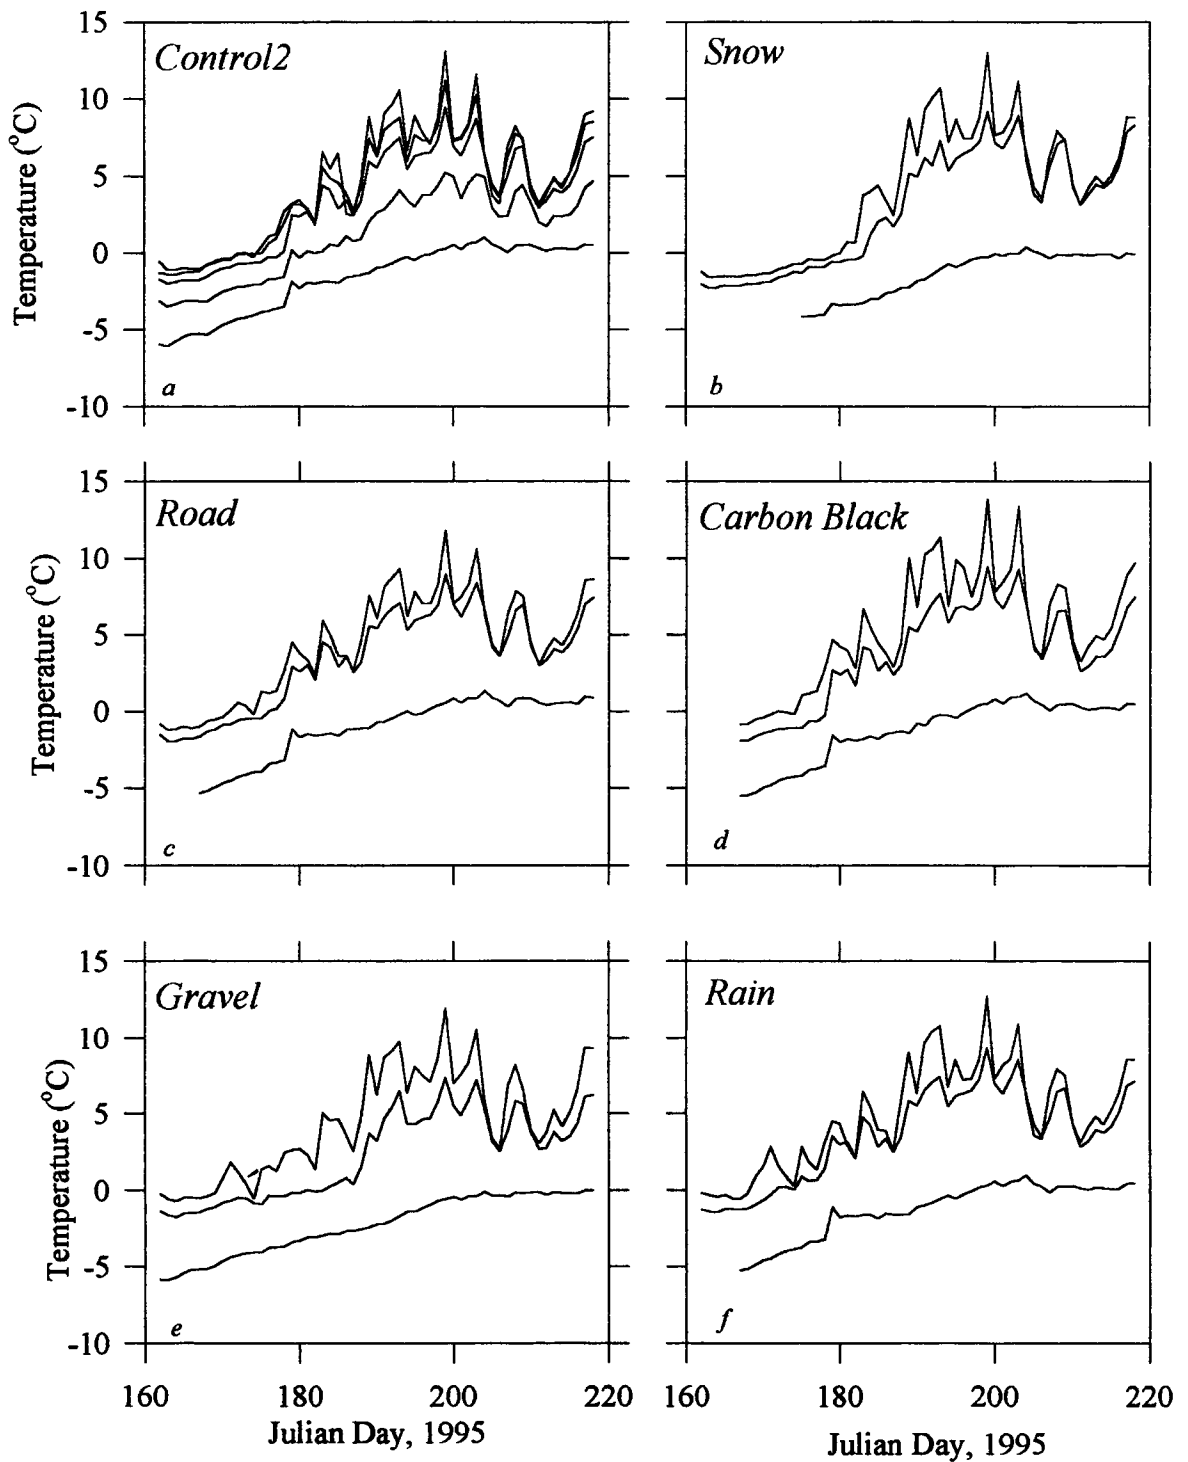 15
Control2
Snow
10
Temperature (°C)
5
0
-5
a
b
-10
15
Road
Carbon Black
10
Temperature (°C)
5
0
-5
c
d
-10
15
Gravel
Rain
10
Temperature (°C)
5
0
-5
e
f
-10
160 180 200 220 160 180 200 220
Julian Day, 1995
Julian Day, 1995